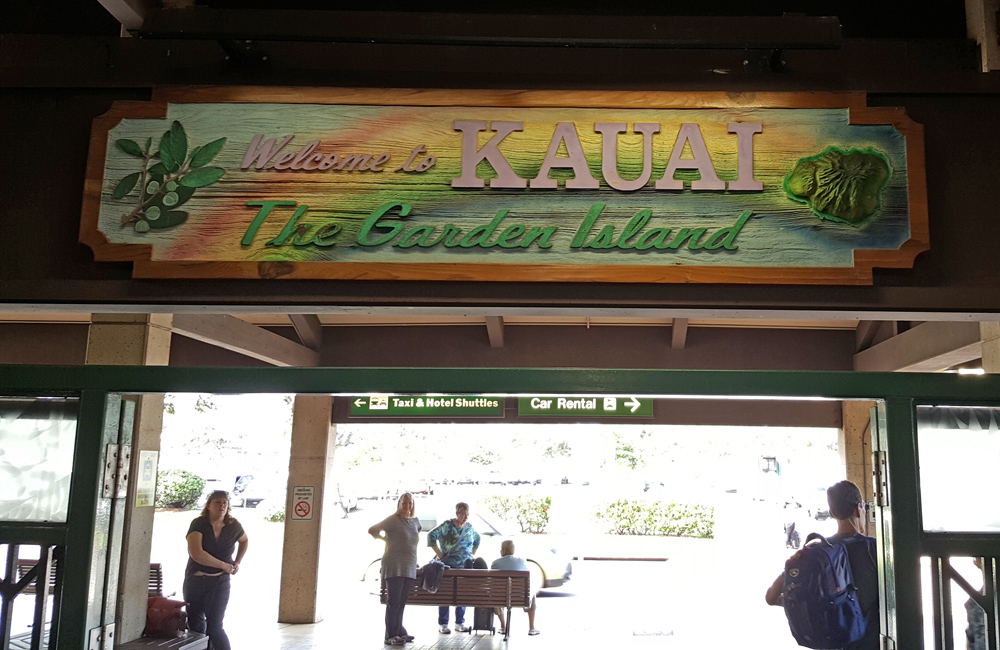 Welcome to KAUAI
The Garden Island
← Taxi & Hotel Shuttles
Car Rental →